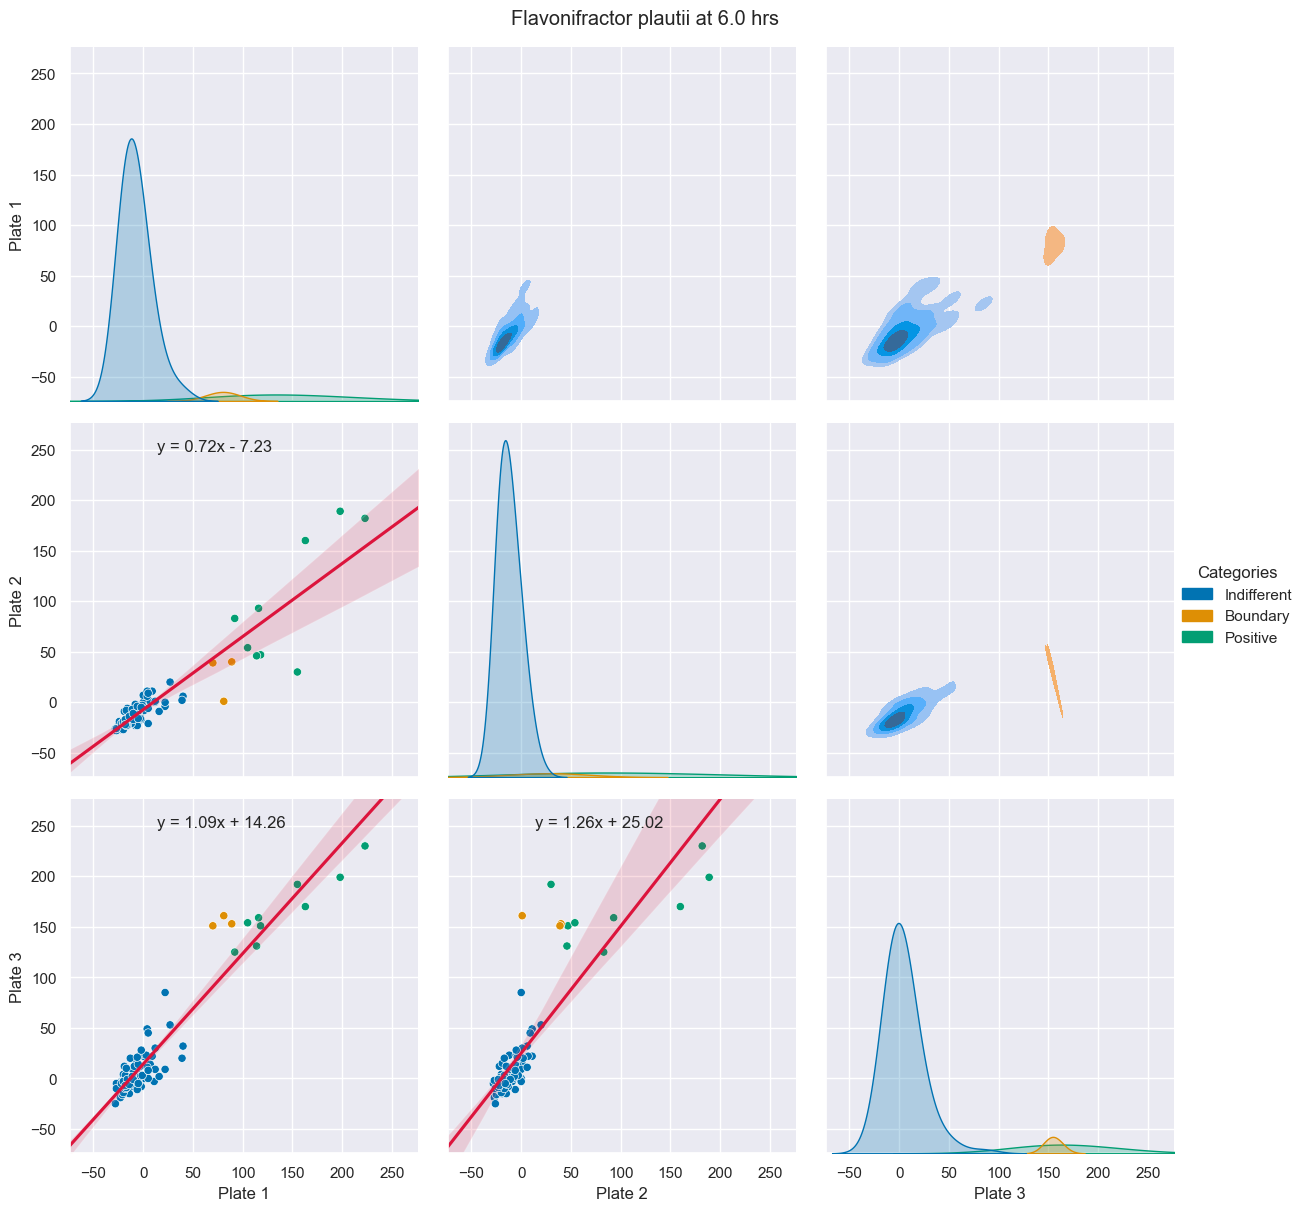 Flavonifractor plautii at 6.0 hrs
250
200
150
100
50
0
−50
Plate 1
y = 0.72x - 7.23
250
200
150
100
50
0
−50
Plate 2
Categories
Indifferent
Boundary
Positive
y = 1.09x + 14.26
y = 1.26x + 25.02
250
200
150
100
50
0
−50
Plate 3
−50 0 50 100 150 200 250
−50 0 50 100 150 200 250
−50 0 50 100 150 200 250
Plate 1
Plate 2
Plate 3